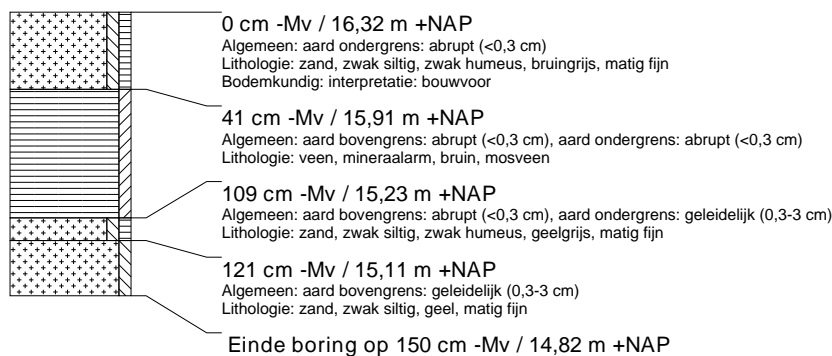 0 cm -Mv / 16,32 m +NAP
Algemeen: aard ondergrens: abrupt (<0,3 cm)
Lithologie: zand, zwak siltig, zwak humeus, bruingrijs, matig fijn
Bodemkundig: interpretatie: bouwvoor
41 cm -Mv / 15,91 m +NAP
Algemeen: aard bovengrens: abrupt (<0,3 cm), aard ondergrens: abrupt (<0,3 cm)
Lithologie: veen, mineraalarm, bruin, mosveen
109 cm -Mv / 15,23 m +NAP
Algemeen: aard bovengrens: abrupt (<0,3 cm), aard ondergrens: geleidelijk (0,3-3 cm)
Lithologie: zand, zwak siltig, zwak humeus, geelgrijs, matig fijn
121 cm -Mv / 15,11 m +NAP
Algemeen: aard bovengrens: geleidelijk (0,3-3 cm)
Lithologie: zand, zwak siltig, geel, matig fijn
Einde boring op 150 cm -Mv / 14,82 m +NAP